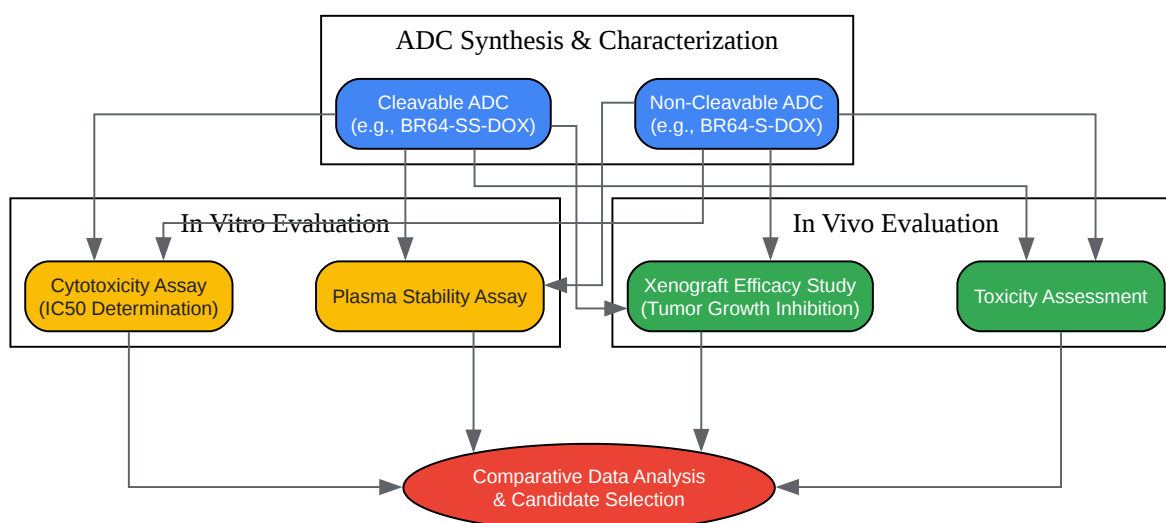 ADC Synthesis & Characterization
Cleavable ADC
(e.g., BR64-SS-DOX)
Non-Cleavable ADC
(e.g., BR64-S-DOX)
In Vitro Evaluation
In Vivo Evaluation
Cytotoxicity Assay
(IC50 Determination)
Plasma Stability Assay
Xenograft Efficacy Study
(Tumor Growth Inhibition)
Toxicity Assessment
Comparative Data Analysis
& Candidate Selection